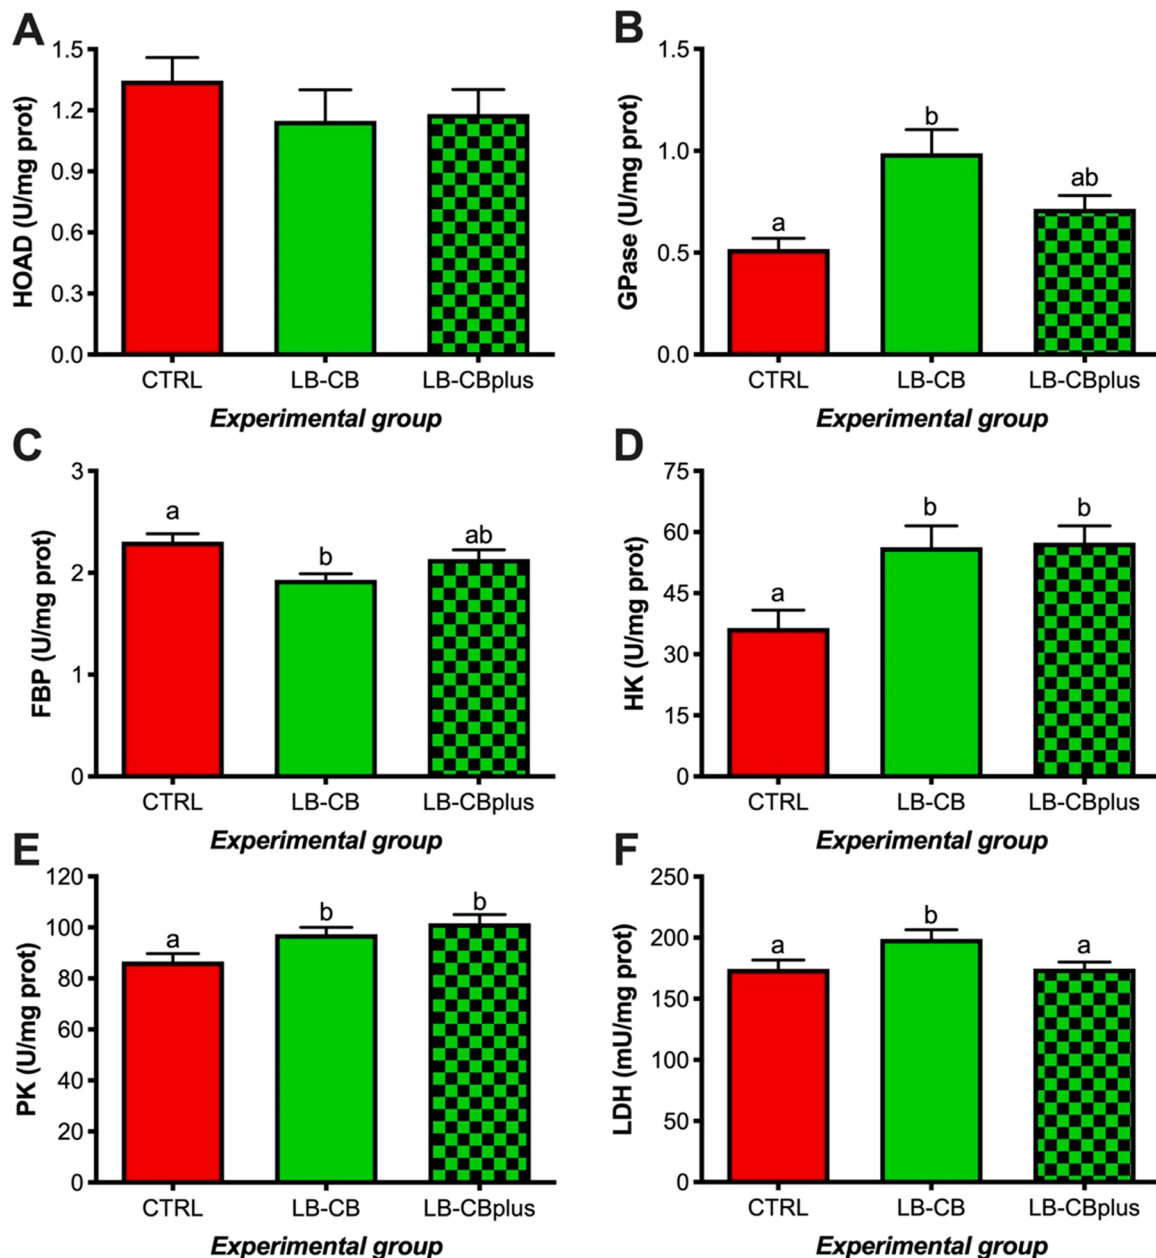 A
HOAD (U/mg prot)
1.5
1.2
0.9
0.6
0.3
0.0
CTRL LB-CB LB-CBplus
Experimental group
B
GPase (U/mg prot)
1.5
1.0
0.5
0.0
a b ab
CTRL LB-CB LB-CBplus
Experimental group
C
FBP (U/mg prot)
3
2
1
0
a b ab
CTRL LB-CB LB-CBplus
Experimental group
D
HK (U/mg prot)
75
60
45
30
15
0
a b b
CTRL LB-CB LB-CBplus
Experimental group
E
PK (U/mg prot)
120
100
80
60
40
20
0
a b b
CTRL LB-CB LB-CBplus
Experimental group
F
LDH (mU/mg prot)
250
200
150
100
50
0
a b a
CTRL LB-CB LB-CBplus
Experimental group